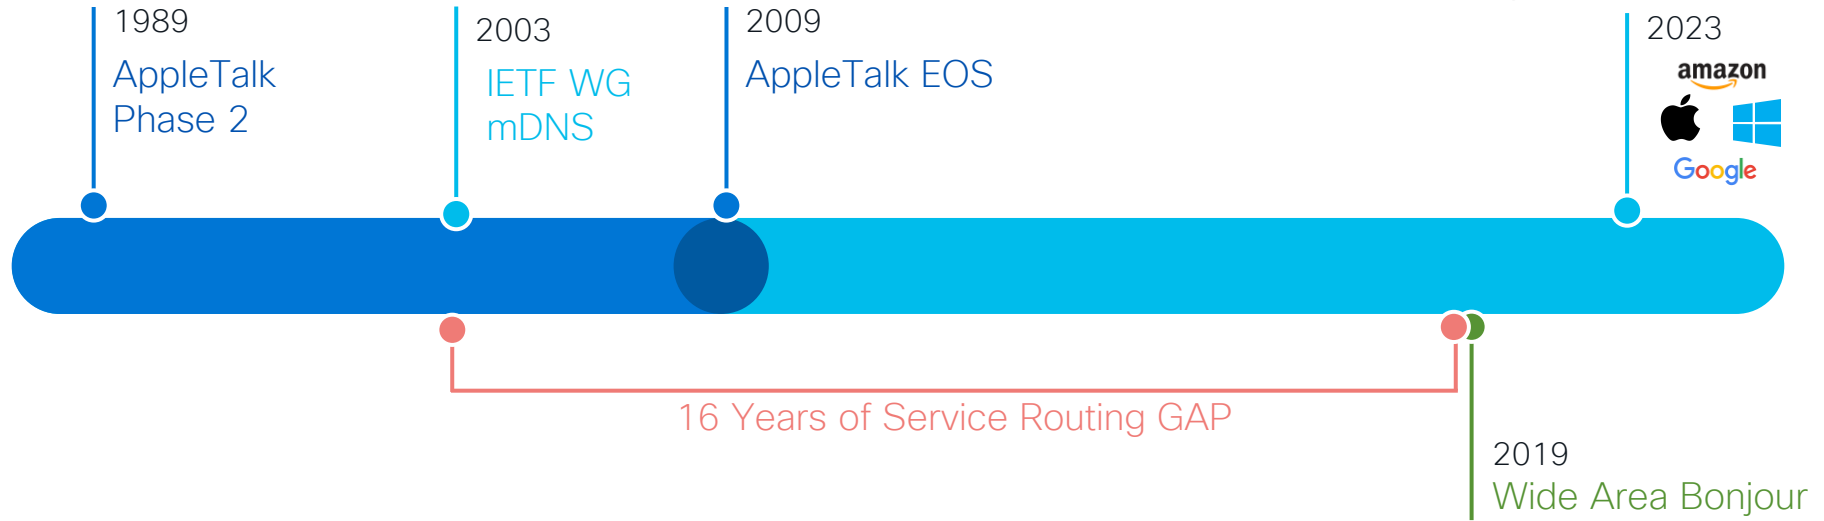 1989
AppleTalk
Phase 2
2003
IETF WG
mDNS
2009
AppleTalk EOS
2023
amazon
Google
16 Years of Service Routing GAP
2019
Wide Area Bonjour